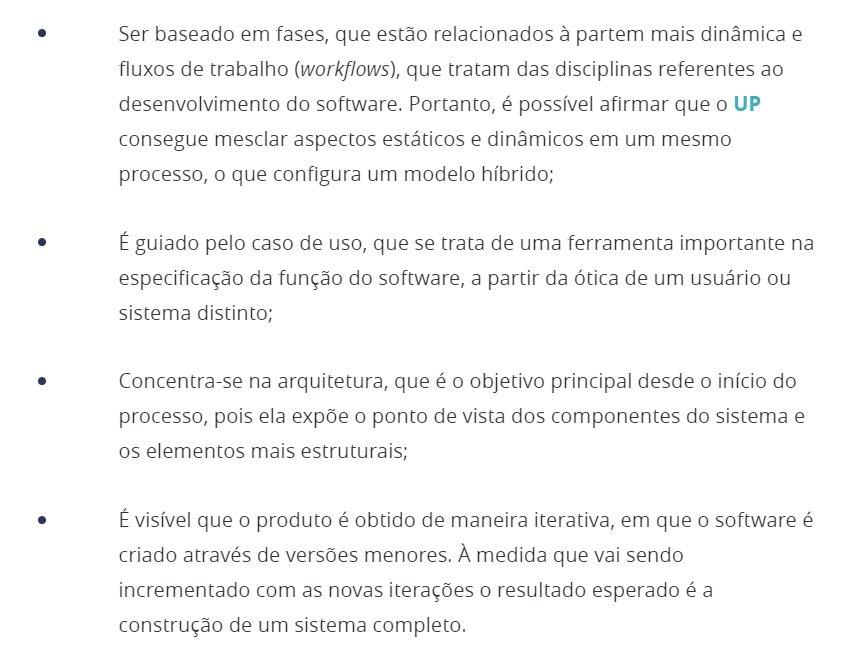 Ser baseado em fases, que estão relacionados à partem mais dinâmica e
fluxos de trabalho (workflows), que tratam das disciplinas referentes ao
desenvolvimento do software. Portanto, é possível afirmar que o UP
consegue mesclar aspectos estáticos e dinâmicos em um mesmo
processo, o que configura um modelo híbrido;
É guiado pelo caso de uso, que se trata de uma ferramenta importante na
especificação da função do software, a partir da ótica de um usuário ou
sistema distinto;
Concentra-se na arquitetura, que é o objetivo principal desde o início do
processo, pois ela expõe o ponto de vista dos componentes do sistema e
os elementos mais estruturais;
É visível que o produto é obtido de maneira iterativa, em que o software é
criado através de versões menores. À medida que vai sendo
incrementado com as novas iterações o resultado esperado é a
construção de um sistema completo.